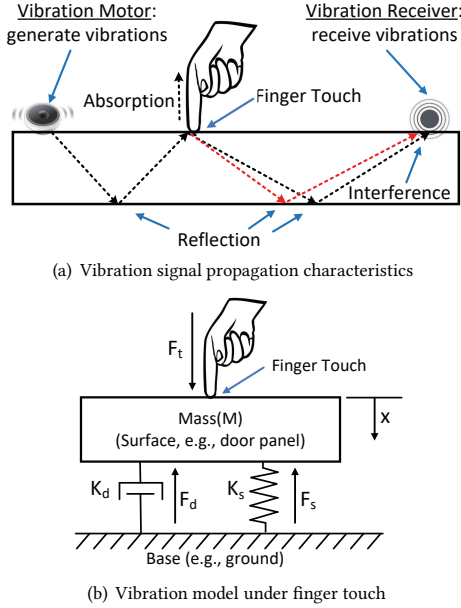 Vibration Motor:
generate vibrations
Vibration Receiver:
receive vibrations
Absorption
Finger Touch
Interference
Reflection
(a) Vibration signal propagation characteristics
Ft
Finger Touch
Mass(M)
(Surface, e.g., door panel)
x
Kd
Fd
Ks
Fs
Base (e.g., ground)
(b) Vibration model under finger touch